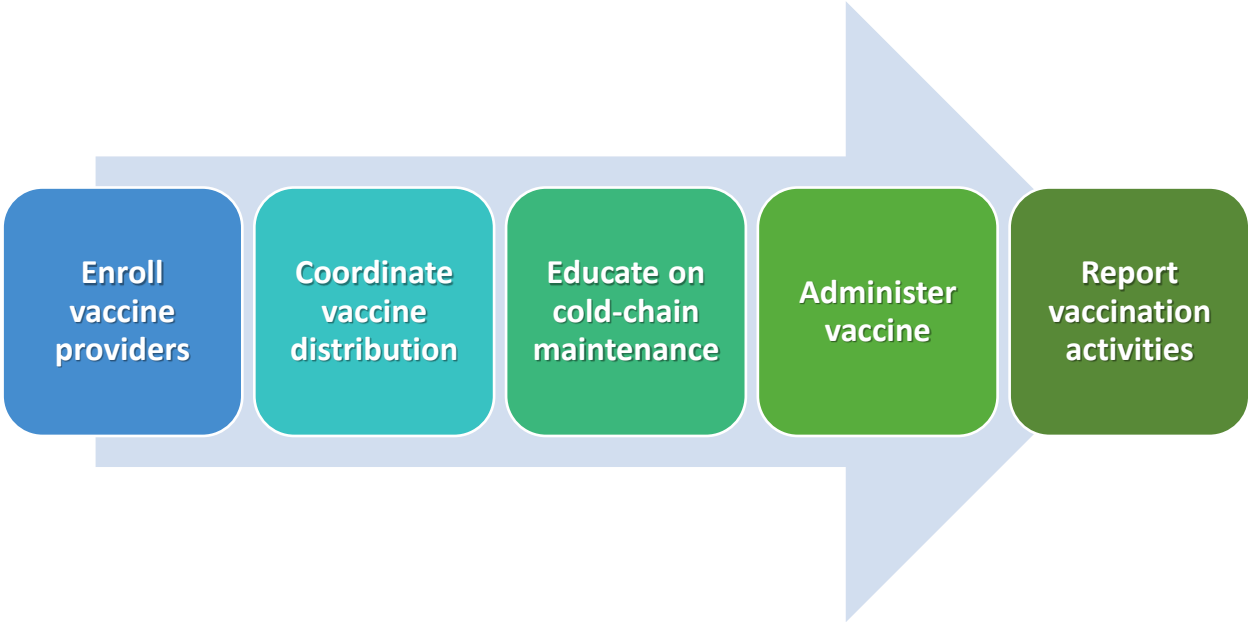 Enroll
vaccine
providers
Coordinate
vaccine
distribution
Educate on
cold-chain
maintenance
Administer
vaccine
Report
vaccination
activities